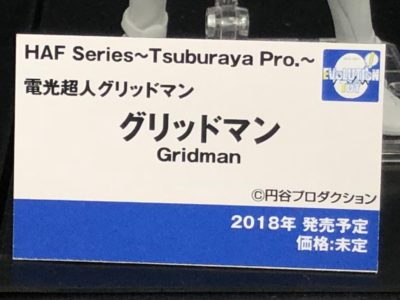 HAF Series～Tsuburaya Pro.～
EVOLUTION
TOY
電光超人グリッドマン
グリッドマン
Gridman
©円谷プロダクション
2018年 発売予定
価格:未定